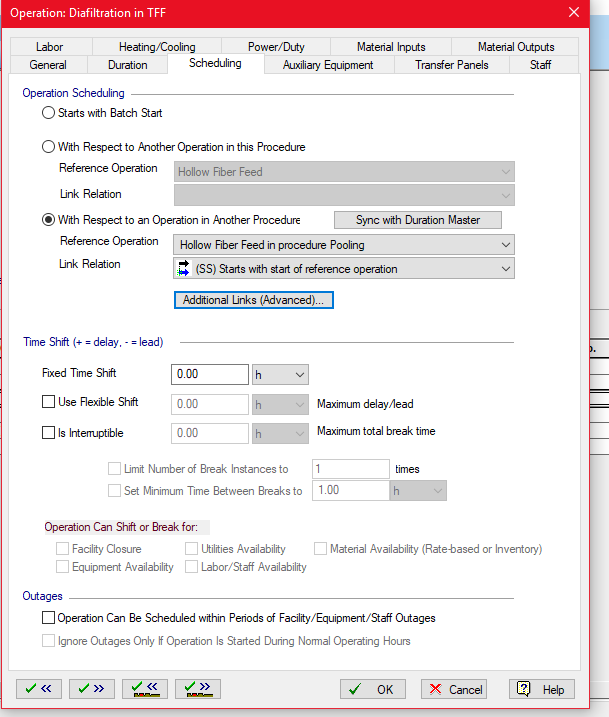 Operation: Diafiltration in TFF
Labor Heating/Cooling Power/Duty Material Inputs Material Outputs
General Duration Scheduling Auxiliary Equipment Transfer Panels Staff
Operation Scheduling
Starts with Batch Start
With Respect to Another Operation in this Procedure
Reference Operation Hollow Fiber Feed
Link Relation
With Respect to an Operation in Another Procedure Sync with Duration Master
Reference Operation Hollow Fiber Feed in procedure Pooling
Link Relation (SS) Starts with start of reference operation
Additional Links (Advanced)...
Time Shift (+ = delay, - = lead)
Fixed Time Shift 0.00 h
Use Flexible Shift 0.00 h Maximum delay/lead
Is Interruptible 0.00 h Maximum total break time
Limit Number of Break Instances to 1 times
Set Minimum Time Between Breaks to 1.00 h
Operation Can Shift or Break for:
Facility Closure Utilities Availability Material Availability (Rate-based or Inventory)
Equipment Availability Labor/Staff Availability
Outages
Operation Can Be Scheduled within Periods of Facility/Equipment/Staff Outages
Ignore Outages Only If Operation Is Started During Normal Operating Hours
OK Cancel Help